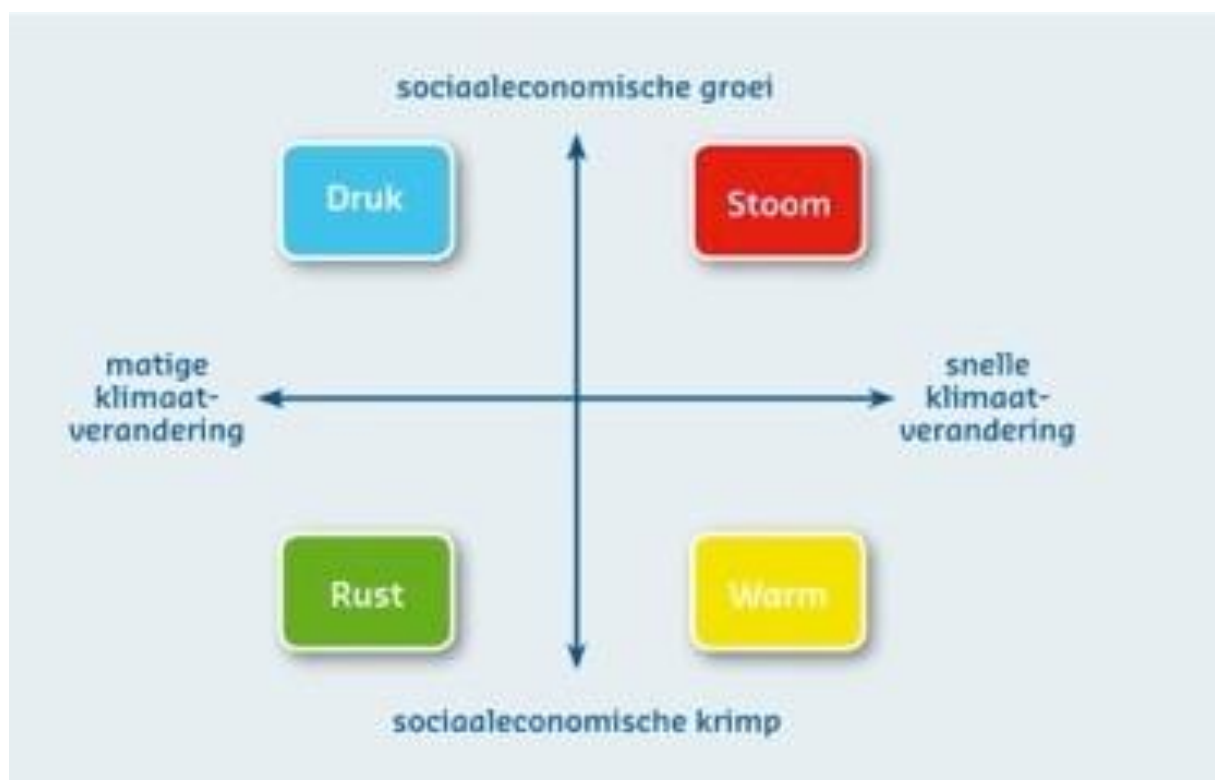 sociaaleconomische groei
Druk
Stoom
matige
klimaat-
verandering
snelle
klimaat-
verandering
Rust
Warm
sociaaleconomische krimp